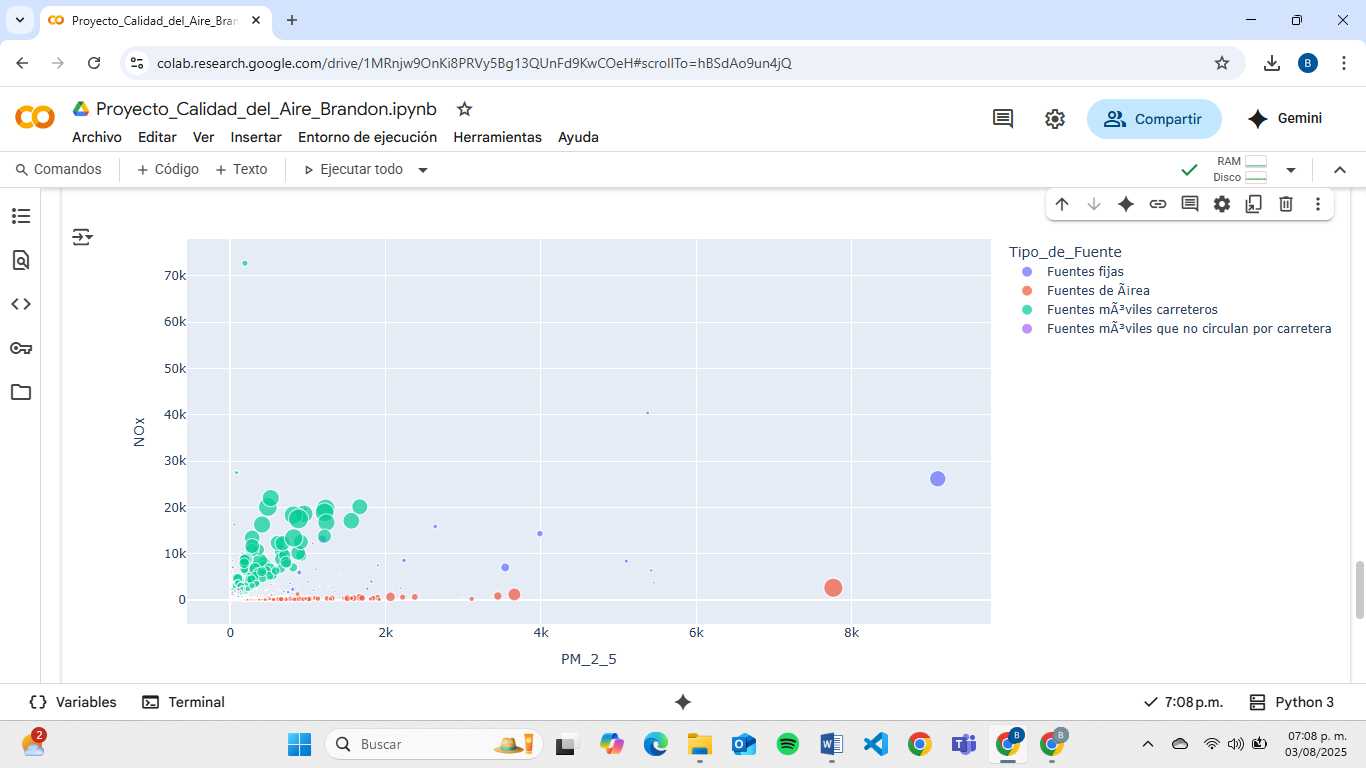 Proyecto_Calidad_del_Aire_Bran
colab.research.google.com/drive/1MRnjw9OnKi8PRVy5Bg13QUnFd9KwCOeH#scrollTo=hBSdAo9un4jQ
B
Proyecto_Calidad_del_Aire_Brandon.ipynb
Archivo Editar Ver Insertar Entorno de ejecución Herramientas Ayuda
Compartir
Gemini
Comandos + Código + Texto Ejecutar todo
RAM
Disco
Tipo_de_Fuente
Fuentes fijas
Fuentes de Ãirea
Fuentes mÃ³viles carreteros
Fuentes mÃ³viles que no circulan por carretera
70k
60k
50k
40k
30k
20k
10k
0
NOx
0 2k 4k 6k 8k
PM_2_5
Variables Terminal 7:08 p.m. Python 3
2
Buscar
B
B
07:08 p. m.
03/08/2025